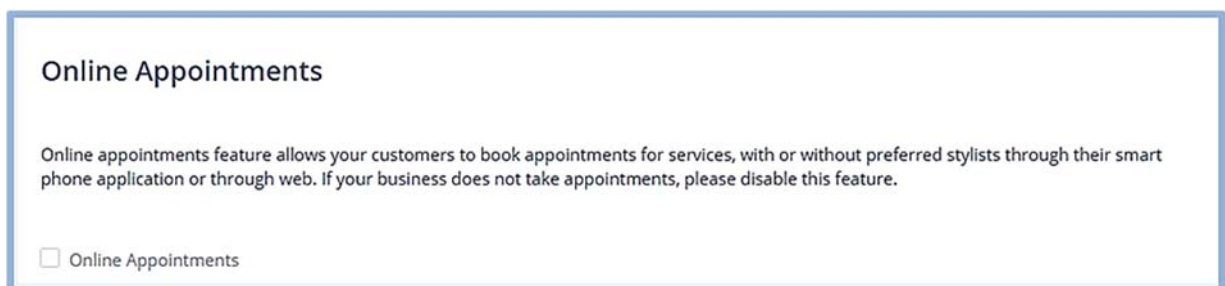 Online Appointments
Online appointments feature allows your customers to book appointments for services, with or without preferred stylists through their smart
phone application or through web. If your business does not take appointments, please disable this feature.
Online Appointments